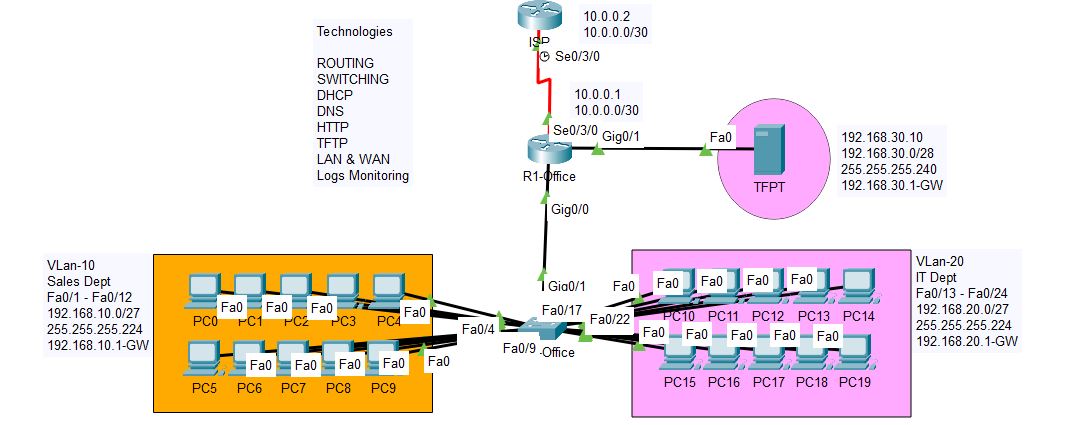 Technologies
ROUTING
SWITCHING
DHCP
DNS
HTTP
TFTP
LAN & WAN
Logs Monitoring
10.0.0.2
10.0.0.0/30
ISP
Se0/3/0
10.0.0.1
10.0.0.0/30
Se0/3/0
Gig0/1
Fa0
R1-Office
TFPT
192.168.30.10
192.168.30.0/28
255.255.255.240
192.168.30.1-GW
Gig0/0
Gig0/1
VLan-10
Sales Dept
Fa0/1 - Fa0/12
192.168.10.0/27
255.255.255.224
192.168.10.1-GW
Fa0
Fa0
Fa0
Fa0
PC0
PC1
PC2
PC3
PC4
Fa0
Fa0
Fa0
Fa0
Fa0
PC5
PC6
PC7
PC8
PC9
Fa0/4
Fa0/17
Fa0/22
Fa0/9
-Office
Fa0
Fa0
Fa0
Fa0
Fa0
PC10
PC11
PC12
PC13
PC14
Fa0
Fa0
Fa0
Fa0
Fa0
PC15
PC16
PC17
PC18
PC19
VLan-20
IT Dept
Fa0/13 - Fa0/24
192.168.20.0/27
255.255.255.224
192.168.20.1-GW